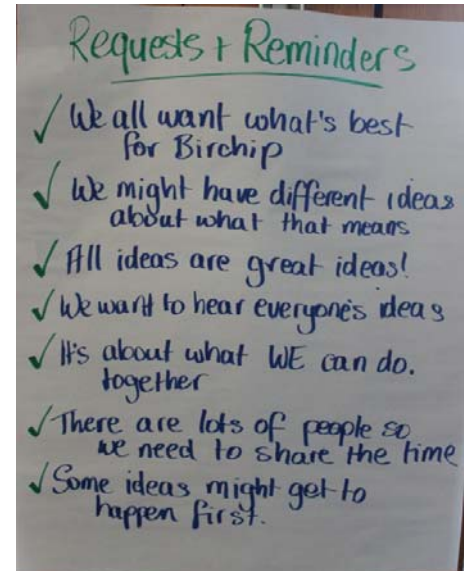 Requests + Reminders
✓ We all want what's best
for Birchip
✓ We might have different ideas
about what that means
✓ All ideas are great ideas!
✓ We want to hear everyone's ideas
✓ It's about what WE can do.
together
✓ There are lots of people so
we need to share the time
✓ Some ideas might get to
happen first.